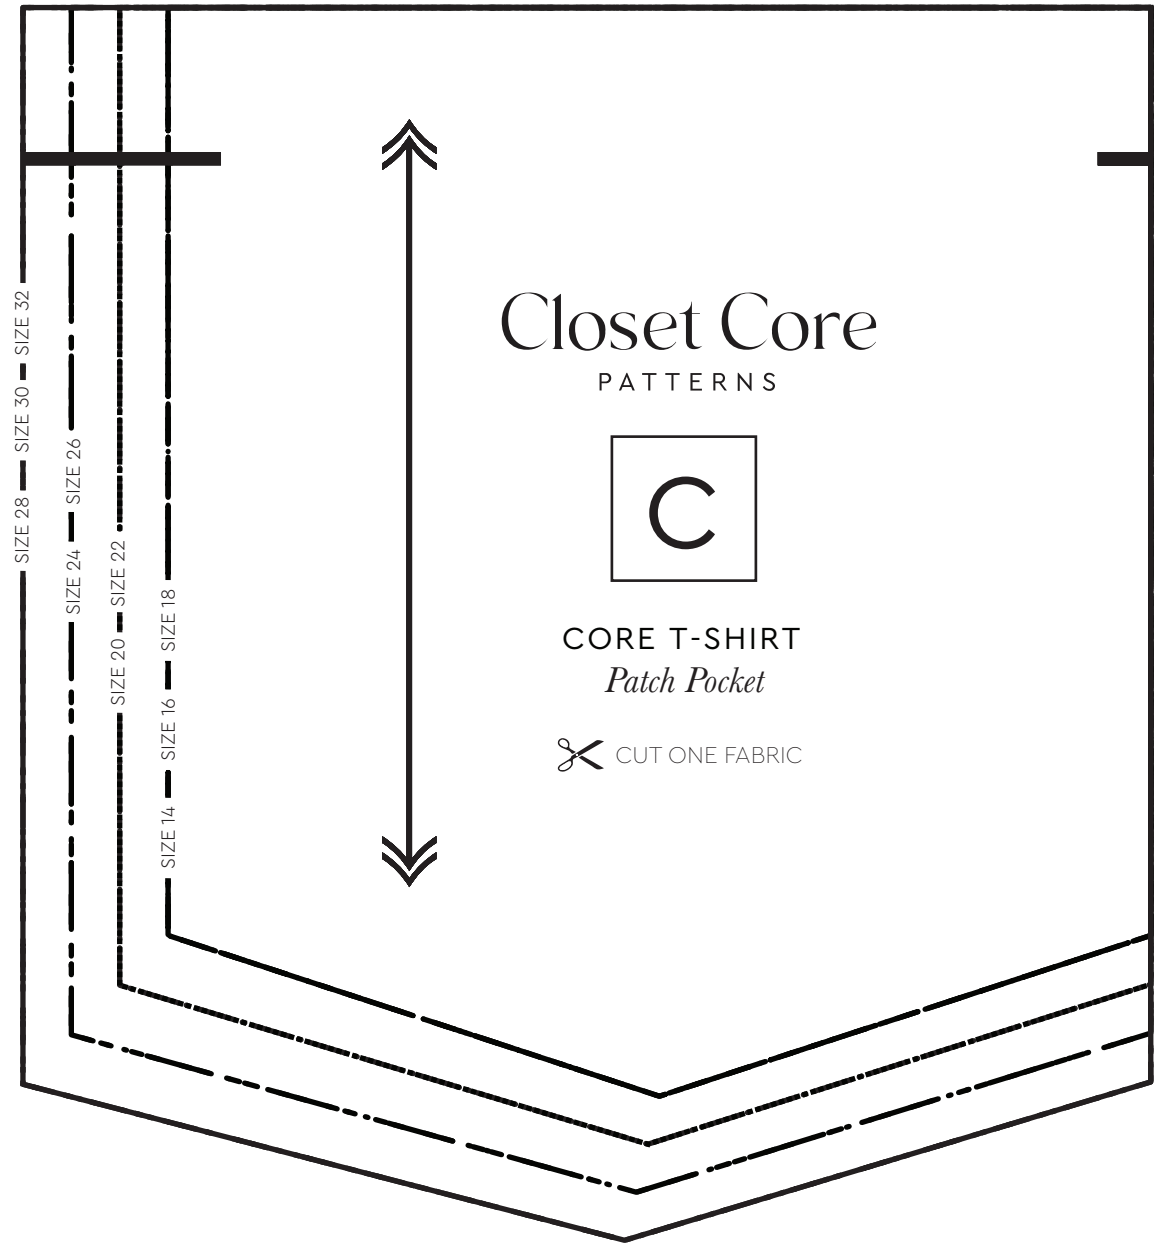 SIZE 28
SIZE 30
SIZE 32
SIZE 24
SIZE 26
SIZE 20
SIZE 22
SIZE 14
SIZE 16
SIZE 18
Closet Core
PATTERNS
C
CORE T-SHIRT
Patch Pocket
CUT ONE FABRIC